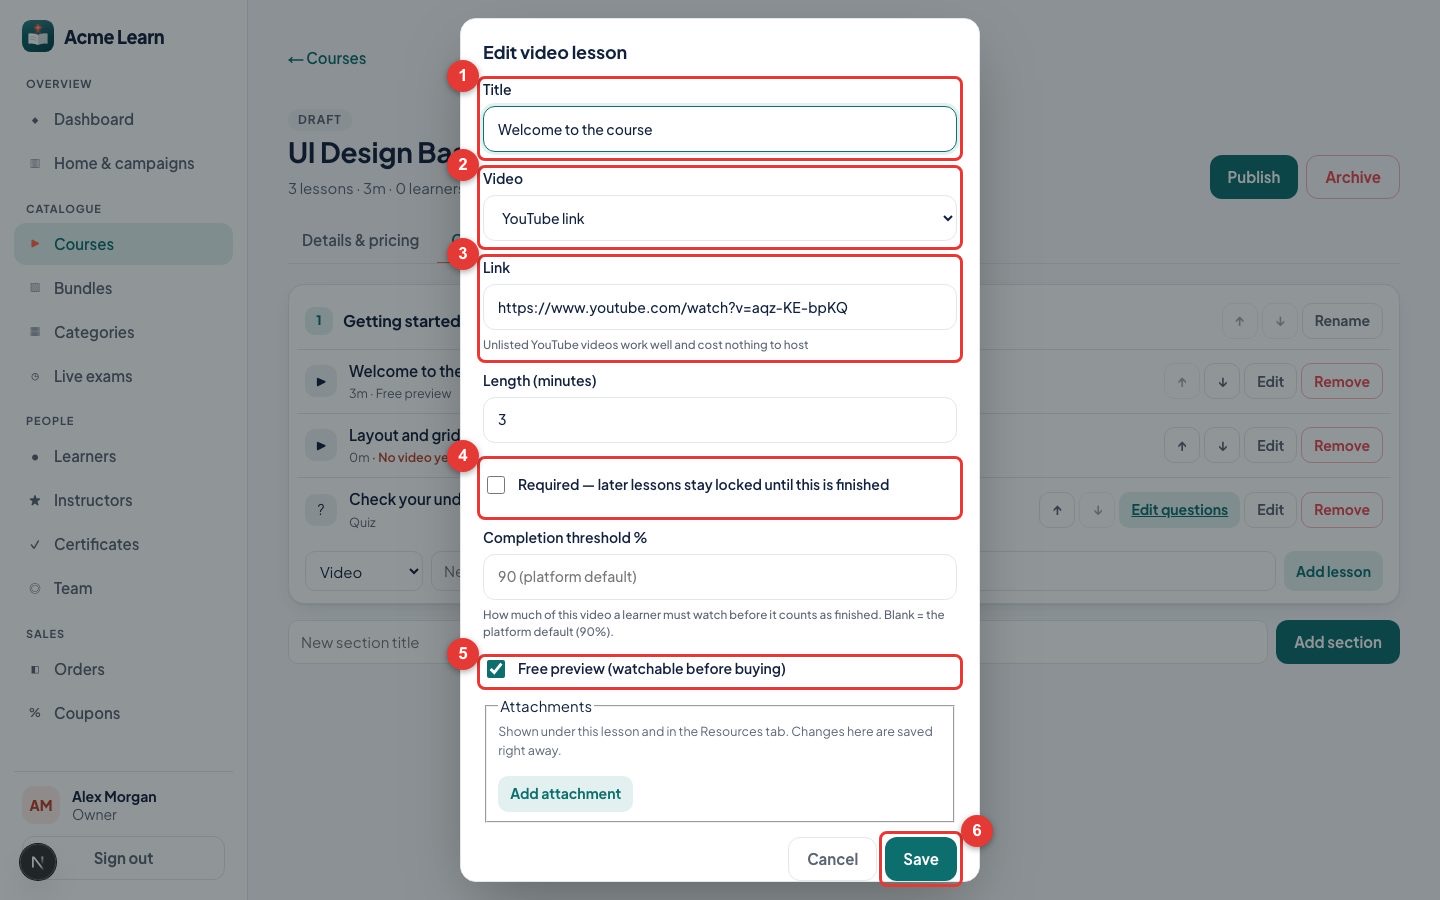 Acme Learn
OVERVIEW
Dashboard
Home & campaigns
CATALOGUE
Courses
Bundles
Categories
Live exams
PEOPLE
Learners
Instructors
Certificates
Team
SALES
Orders
% Coupons
AM
Alex Morgan
Owner
N
Sign out
← Courses
DRAFT
UI Design
3 lessons · 3m · 0 learners
Publish
Archive
Details & pricing
1 Getting started
↑ ↓ Rename
Welcome to the
3m · Free preview
↑ ↓ Edit Remove
Layout and grid
0m · No video
↑ ↓ Edit Remove
? Check your
Quiz
↑ ↓ Edit questions Edit Remove
Video
Add lesson
New section title
Add section
Edit video lesson
1
Title
Welcome to the course
2
Video
YouTube link
3
Link
https://www.youtube.com/watch?v=aqz-KE-bpKQ
Unlisted YouTube videos work well and cost nothing to host
Length (minutes)
3
4
Required — later lessons stay locked until this is finished
Completion threshold %
90 (platform default)
How much of this video a learner must watch before it counts as finished. Blank = the
platform default (90%).
5
Free preview (watchable before buying)
Attachments
Shown under this lesson and in the Resources tab. Changes here are saved
right away.
Add attachment
6
Cancel
Save